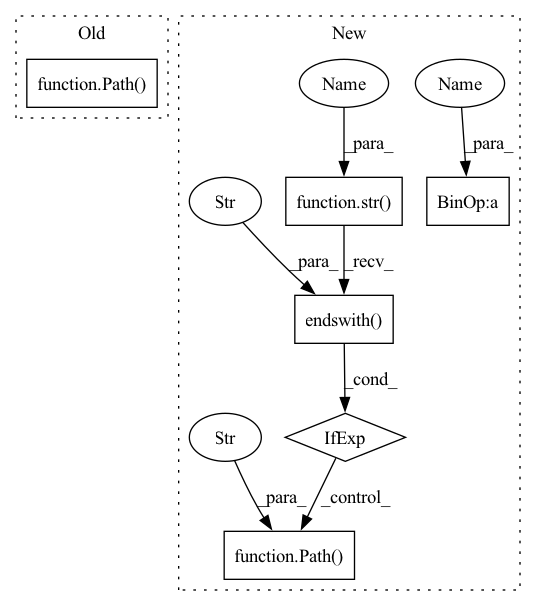 Old
New
function.Path()
Name
Name
_para_
_para_
Str
function.str()
BinOp:a
_para_
_recv_
endswith()
_cond_
Str
IfExp
_para_
_control_
function.Path()